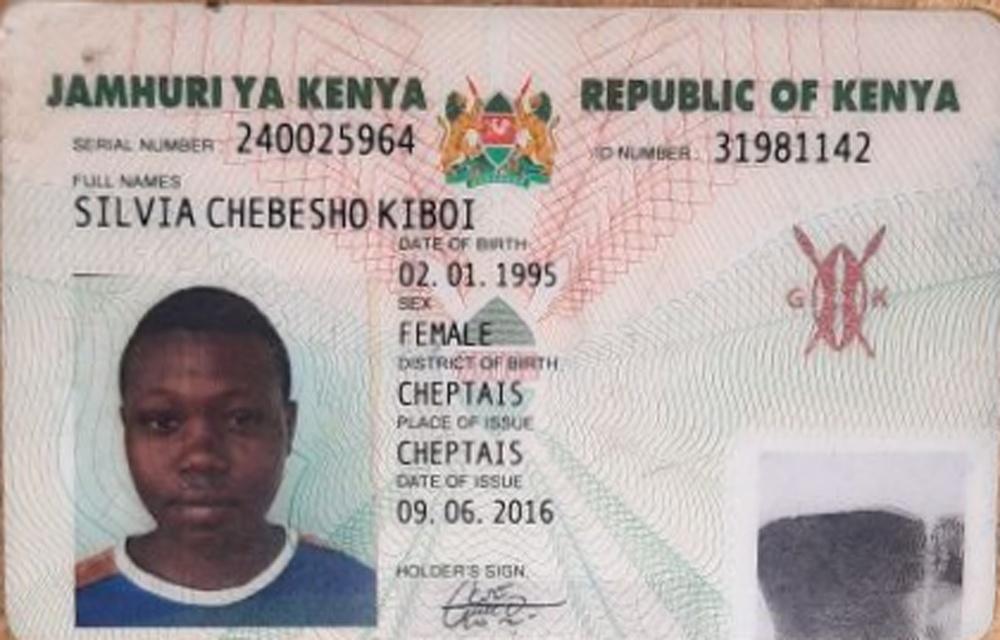 JAMHURI YA KENYA
REPUBLIC OF KENYA
SERIAL NUMBER: 240025964
ID NUMBER: 31981142
FULL NAMES
SILVIA CHEBESHO KIBOI
DATE OF BIRTH
02. 01. 1995
SEX
FEMALE
DISTRICT OF BIRTH
CHEPTAIS
PLACE OF ISSUE
CHEPTAIS
DATE OF ISSUE
09. 06. 2016
HOLDER'S SIGN.
G K